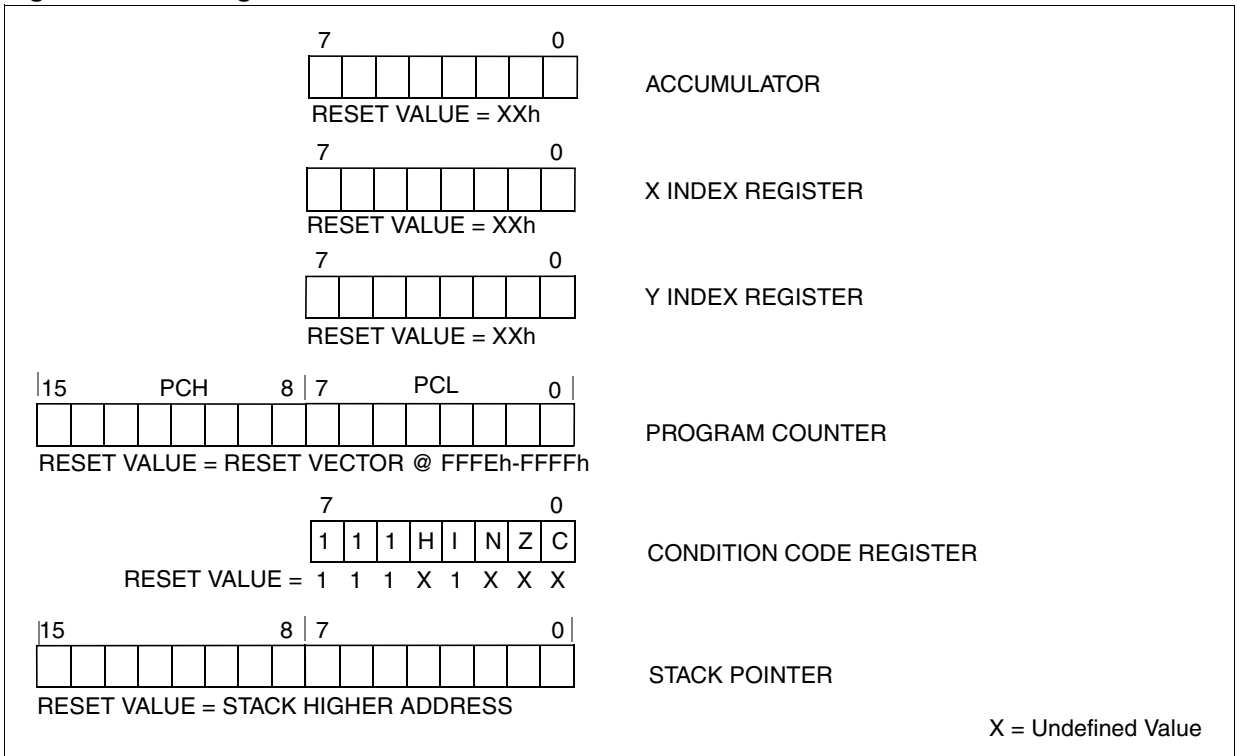 7 0
ACCUMULATOR
RESET VALUE = XXh
7 0
X INDEX REGISTER
RESET VALUE = XXh
7 0
Y INDEX REGISTER
RESET VALUE = XXh
15 PCH 8 7 PCL 0
PROGRAM COUNTER
RESET VALUE = RESET VECTOR @ FFFEh-FFFFh
7 0
1 1 1 H I N Z C
CONDITION CODE REGISTER
RESET VALUE = 1 1 1 X 1 X X X
15 8 7 0
STACK POINTER
RESET VALUE = STACK HIGHER ADDRESS
X = Undefined Value